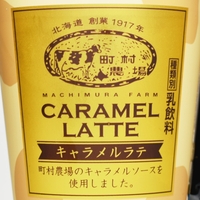 北海道 創業1917年
町村
農場
MACHIMURA FARM
CARAMEL
LATTE
キャラメルラテ
町村農場のキャラメルソースを
使用しました。
種類別 乳飲料